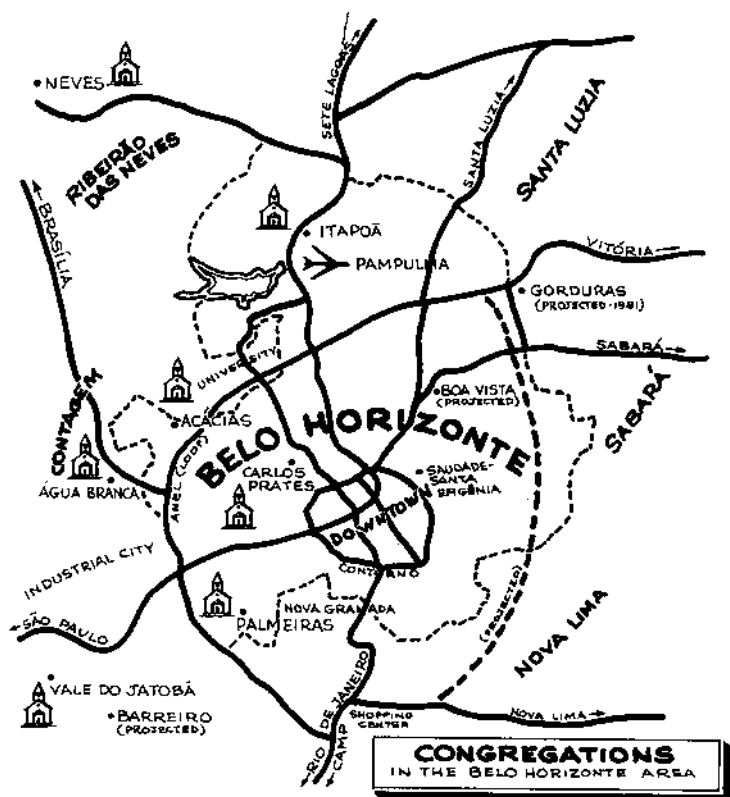 NEVES
SETE LAGOAS
RIBEIRÃO
DAS NEVES
SANTA LUZIA
SANTA LUZIA
BRASÍLIA
ITAPOÃ
PAMPULHA
VITÓRIA
GORDURAS
(PROJECTED-1981)
UNIVERSITY
SABARÁ
CONTAGEM
ACÁCIAS
BOA VISTA
(PROJECTED)
SABARÁ
BELO HORIZONTE
ANEL (LOOP)
CARLOS
PRATES
SAUDADE-
SANTA
EFIGÊNIA
ÁGUA BRANCA
DOWNTOWN
CONTORNO
INDUSTRIAL CITY
NOVA GRANADA
PALMEIRAS
(PROJECTED)
SÃO PAULO
NOVA LIMA
VALE DO JATOBÁ
BARREIRO
(PROJECTED)
RIO DE JANEIRO
CAMP
SHOPPING
CENTER
NOVA LIMA
CONGREGATIONS
IN THE BELO HORIZONTE AREA